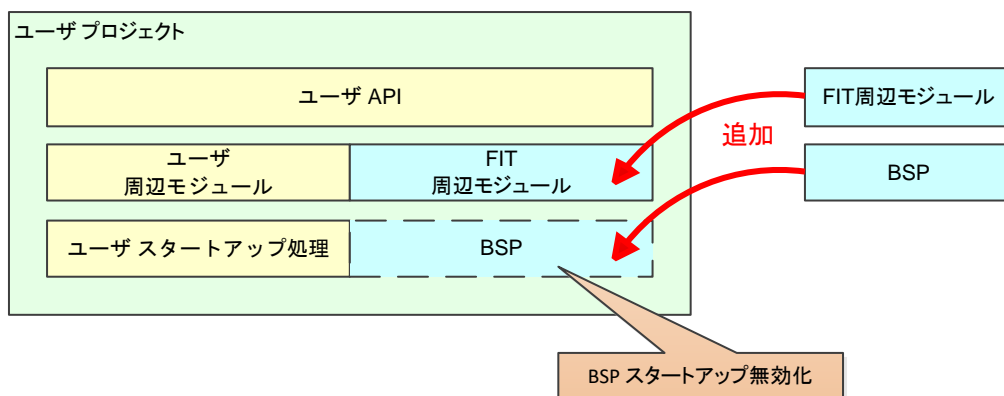 ユーザ プロジェクト
ユーザ API
FIT周辺モジュール
追加
ユーザ
周辺モジュール
FIT
周辺モジュール
BSP
ユーザ スタートアップ処理
BSP
BSP スタートアップ無効化